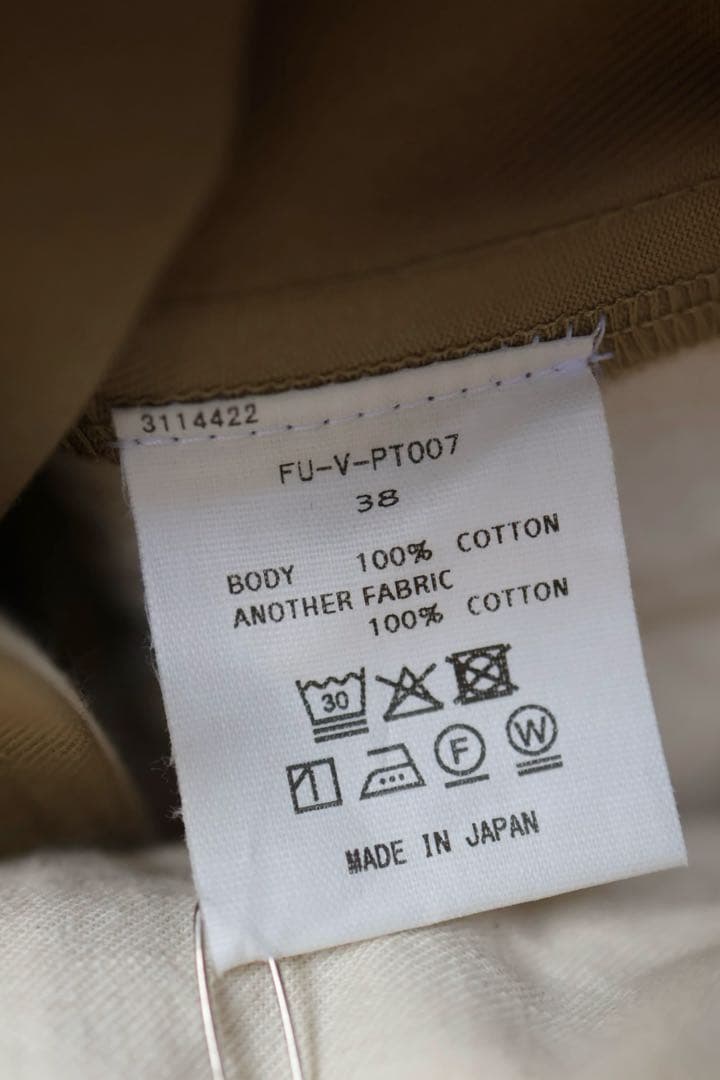 3114422
FU-V-PT007
38
BODY 100% COTTON
ANOTHER FABRIC
100% COTTON
30
F W
MADE IN JAPAN